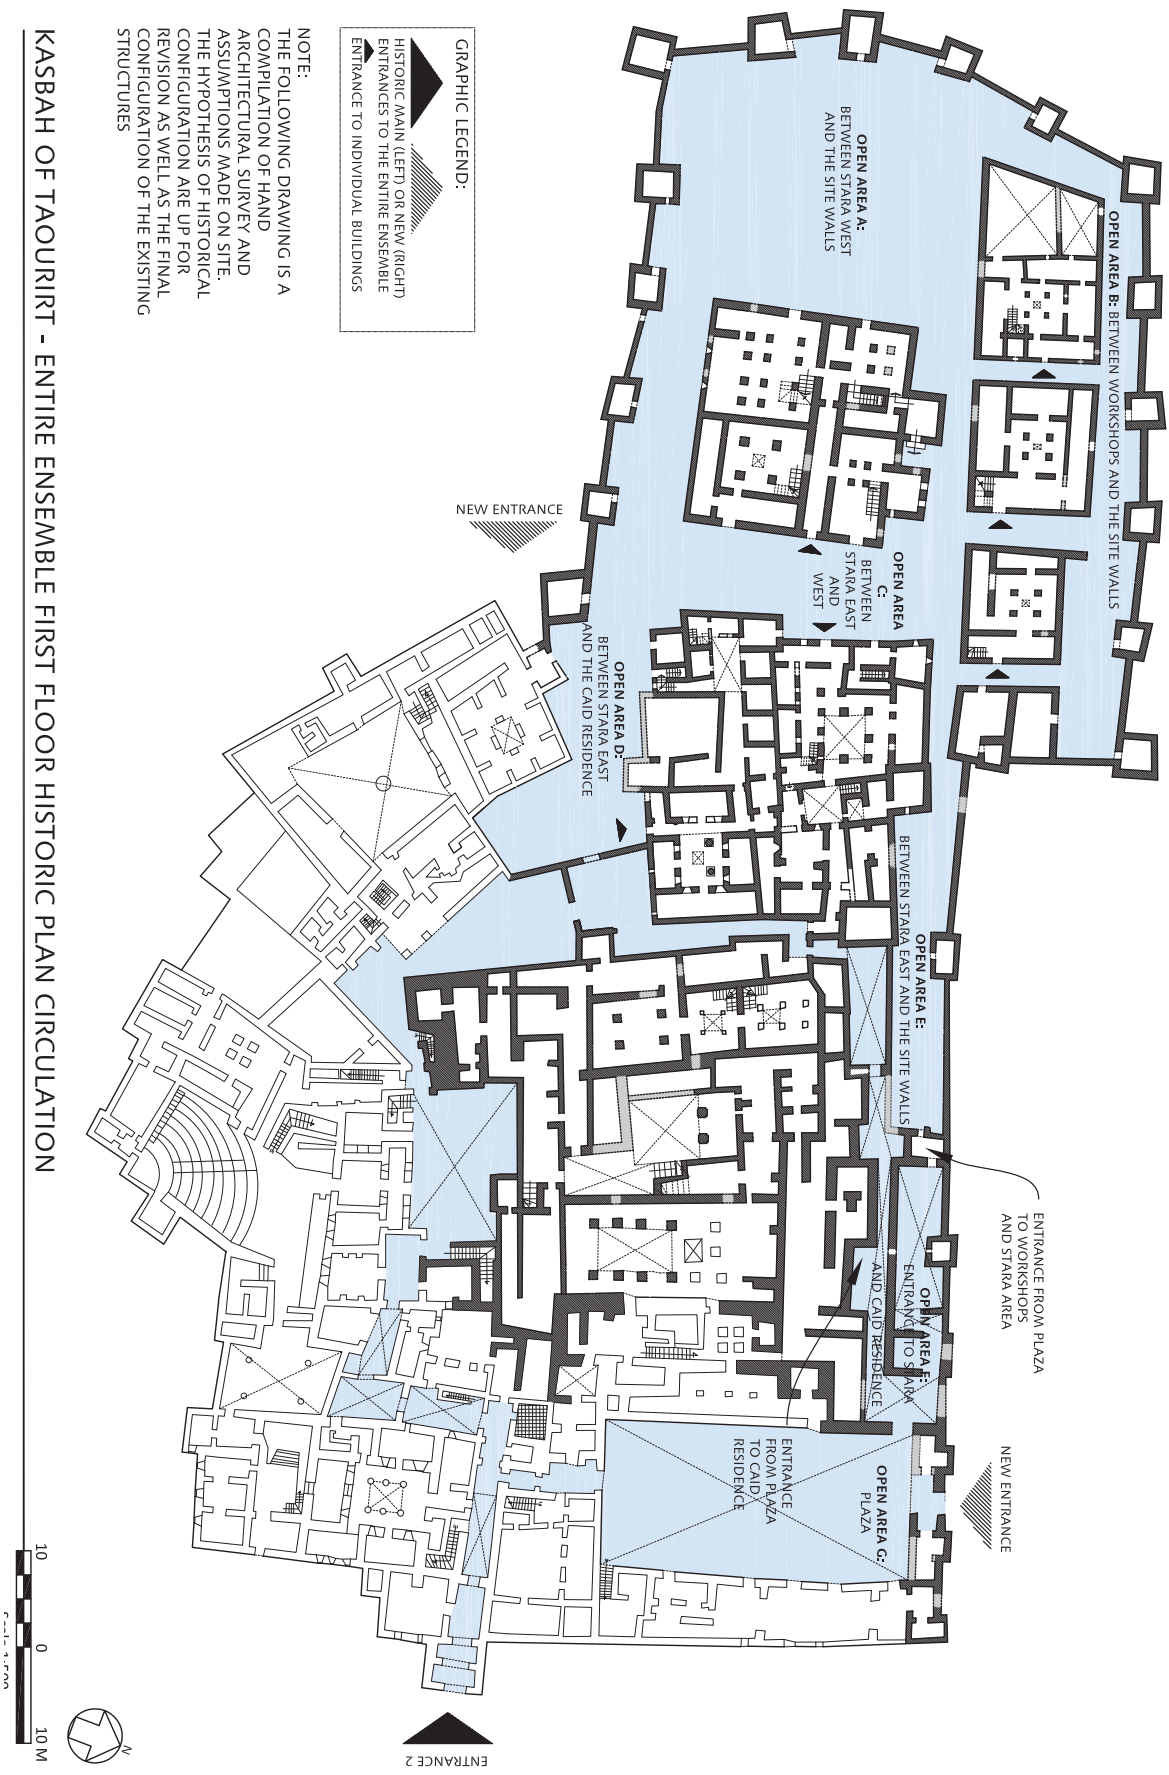 KASBAH OF TAOURIRT - ENTIRE ENSEMBLE FIRST FLOOR HISTORIC PLAN CIRCULATION
NOTE:
THE FOLLOWING DRAWING IS A
COMPILATION OF HAND
ARCHITECTURAL SURVEY AND
ASSUMPTIONS MADE ON SITE.
THE HYPOTHESIS OF HISTORICAL
CONFIGURATION ARE UP FOR
REVISION AS WELL AS THE FINAL
CONFIGURATION OF THE EXISTING
STRUCTURES
GRAPHIC LEGEND:
HISTORIC MAIN (LEFT) OR NEW (RIGHT)
ENTRANCES TO THE ENTIRE ENSEMBLE
ENTRANCE TO INDIVIDUAL BUILDINGS
OPEN AREA A:
BETWEEN STARA WEST
AND THE SITE WALLS
OPEN AREA B: BETWEEN WORKSHOPS AND THE SITE WALLS
NEW ENTRANCE
OPEN AREA
C:
BETWEEN
STARA EAST
AND
WEST
OPEN AREA D:
BETWEEN STARA EAST
AND THE CAID RESIDENCE
OPEN AREA E:
BETWEEN STARA EAST AND THE SITE WALLS
ENTRANCE FROM PLAZA
TO WORKSHOPS
AND STARA AREA
OPEN AREA F:
ENTRANCE TO STARA
AND CAID RESIDENCE
OPEN AREA G:
PLAZA
ENTRANCE
FROM PLAZA
TO CAID
RESIDENCE
NEW ENTRANCE
ENTRANCE 2
10 0 10 M
N